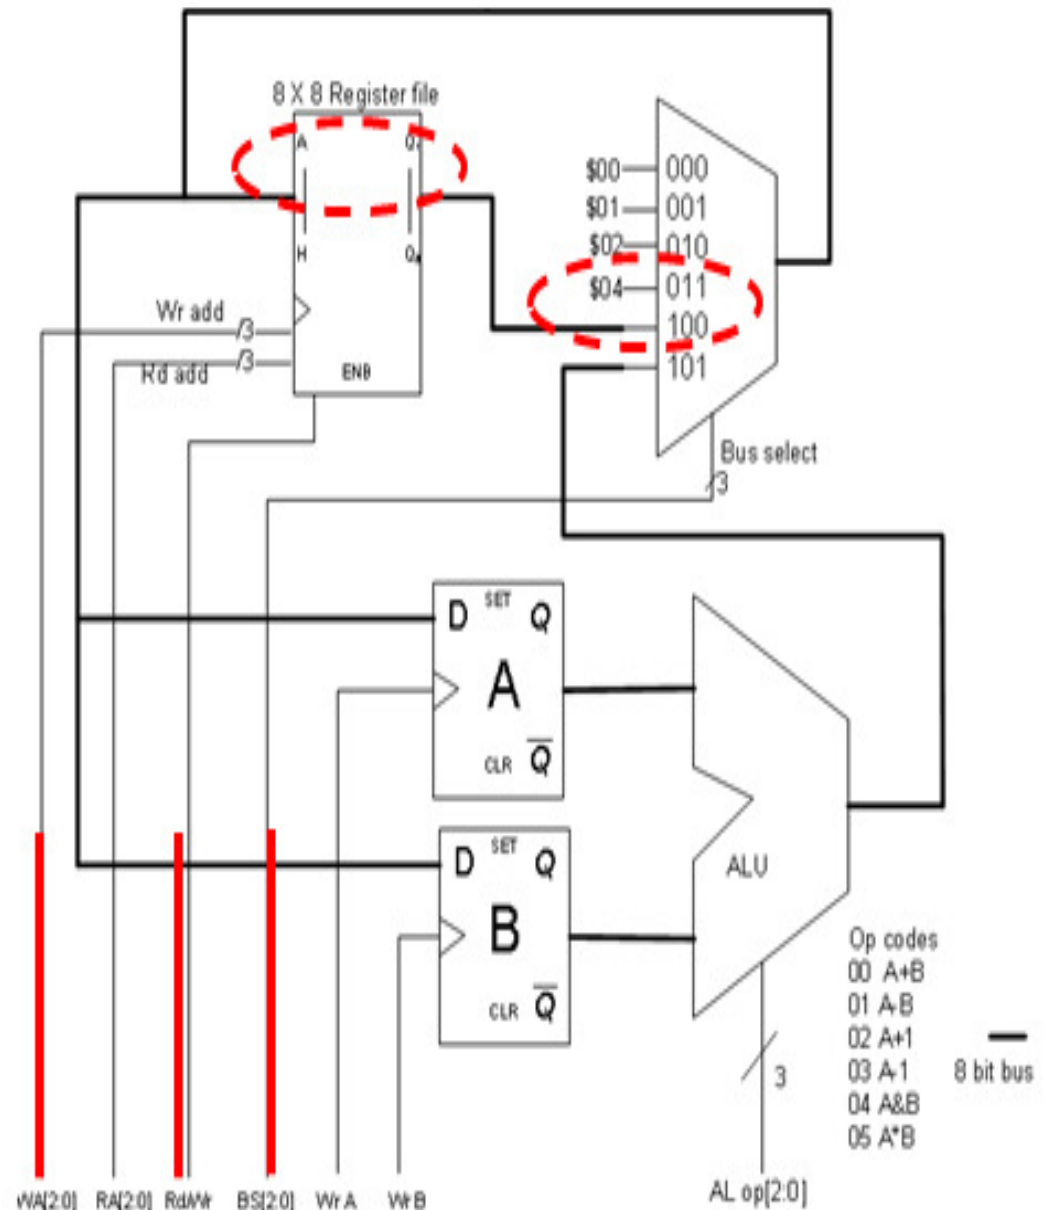 8 X 8 Register file
A
Q
H
Q
Wr add
/3
Rd add
/3
ENB
$00 000
$01 001
$02 010
$04 011
100
101
Bus select
/3
D SET Q
A
CLR Q
D SET Q
B
CLR Q
ALU
Op codes
00 A+B
01 A-B
02 A+1
03 A-1
04 A&B
05 A*B
8 bit bus
3
WA[2:0] RA[2:0] Rd/Wr BS[2:0] Wr A Wr B AL op[2:0]